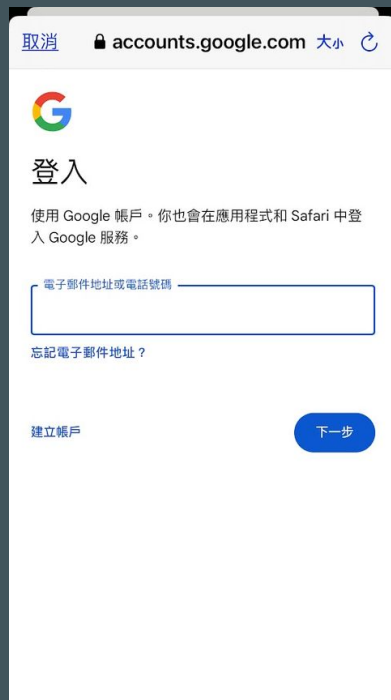 取消 accounts.google.com 大小
登入
使用 Google 帳戶。你也會在應用程式和 Safari 中登
入 Google 服務。
電子郵件地址或電話號碼
忘記電子郵件地址？
建立帳戶 下一步